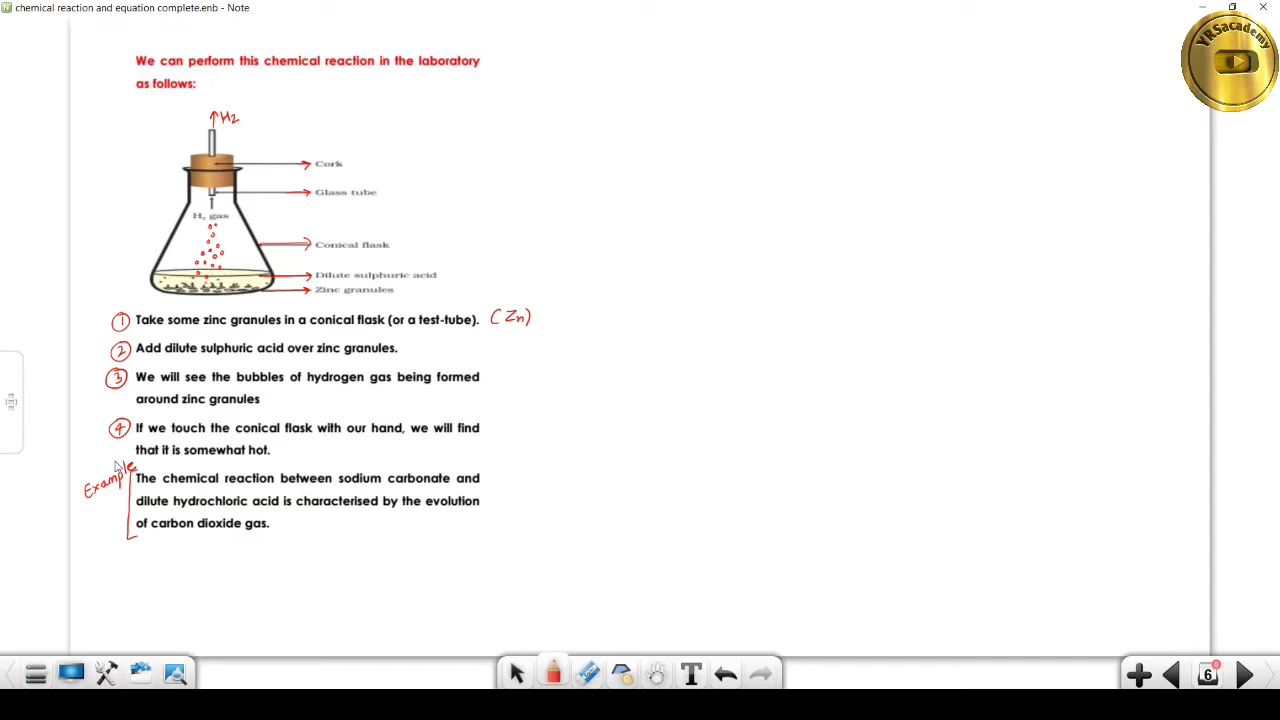 chemical reaction and equation complete.enb - Note
YRSacademy
We can perform this chemical reaction in the laboratory
as follows:
H2
Cork
Glass tube
H2 gas
Conical flask
Dilute sulphuric acid
Zinc granules
1 Take some zinc granules in a conical flask (or a test-tube). (Zn)
2 Add dilute sulphuric acid over zinc granules.
3 We will see the bubbles of hydrogen gas being formed
around zinc granules
4 If we touch the conical flask with our hand, we will find
that it is somewhat hot.
Example
The chemical reaction between sodium carbonate and
dilute hydrochloric acid is characterised by the evolution
of carbon dioxide gas.
T
0
6